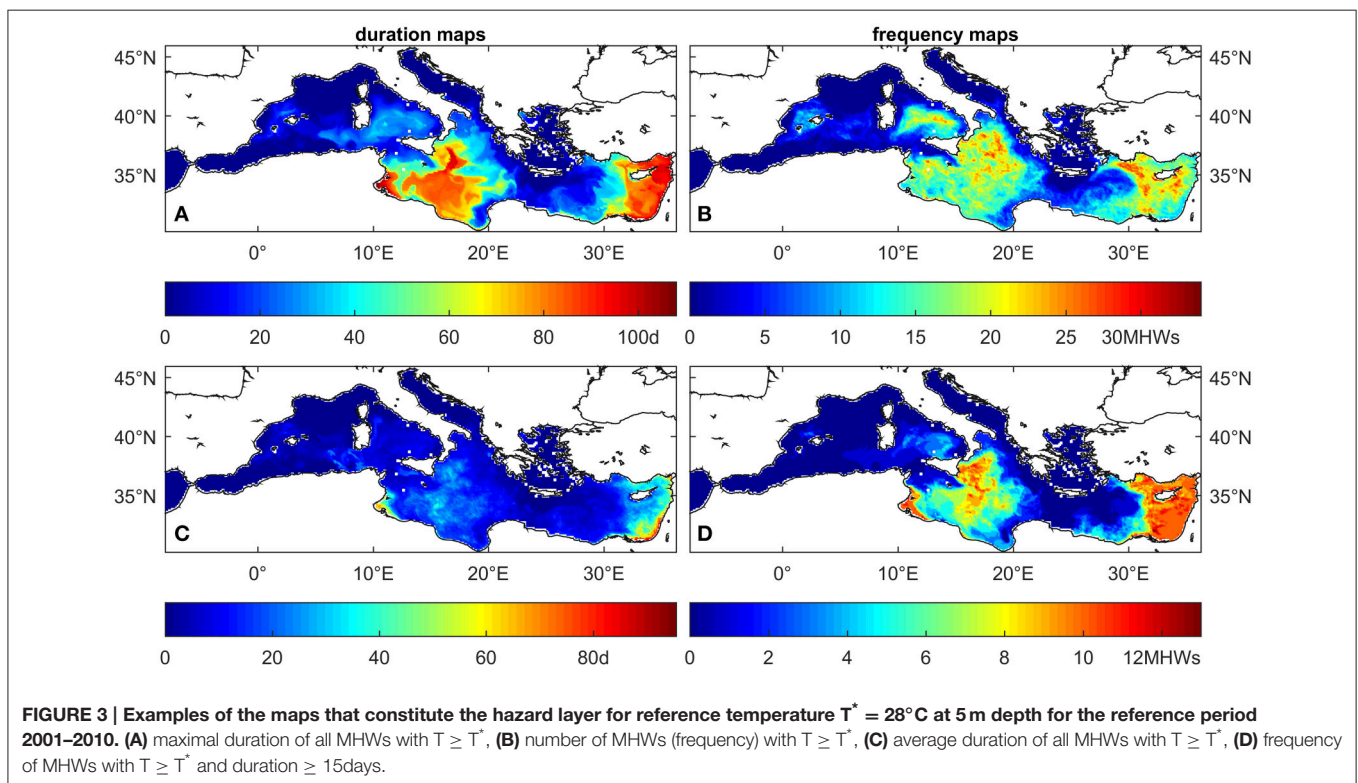 duration maps
frequency maps
45°N
40°N
35°N
A
0°
10°E
20°E
30°E
0
20
40
60
80
100d
45°N
40°N
35°N
B
0°
10°E
20°E
30°E
0
5
10
15
20
25
30MHWs
45°N
40°N
35°N
C
0°
10°E
20°E
30°E
0
20
40
60
80d
45°N
40°N
35°N
D
0°
10°E
20°E
30°E
0
2
4
6
8
10
12MHWs
FIGURE 3 | Examples of the maps that constitute the hazard layer for reference temperature T* = 28°C at 5 m depth for the reference period
2001–2010. (A) maximal duration of all MHWs with T ≥ T*, (B) number of MHWs (frequency) with T ≥ T*, (C) average duration of all MHWs with T ≥ T*, (D) frequency
of MHWs with T ≥ T* and duration ≥ 15days.